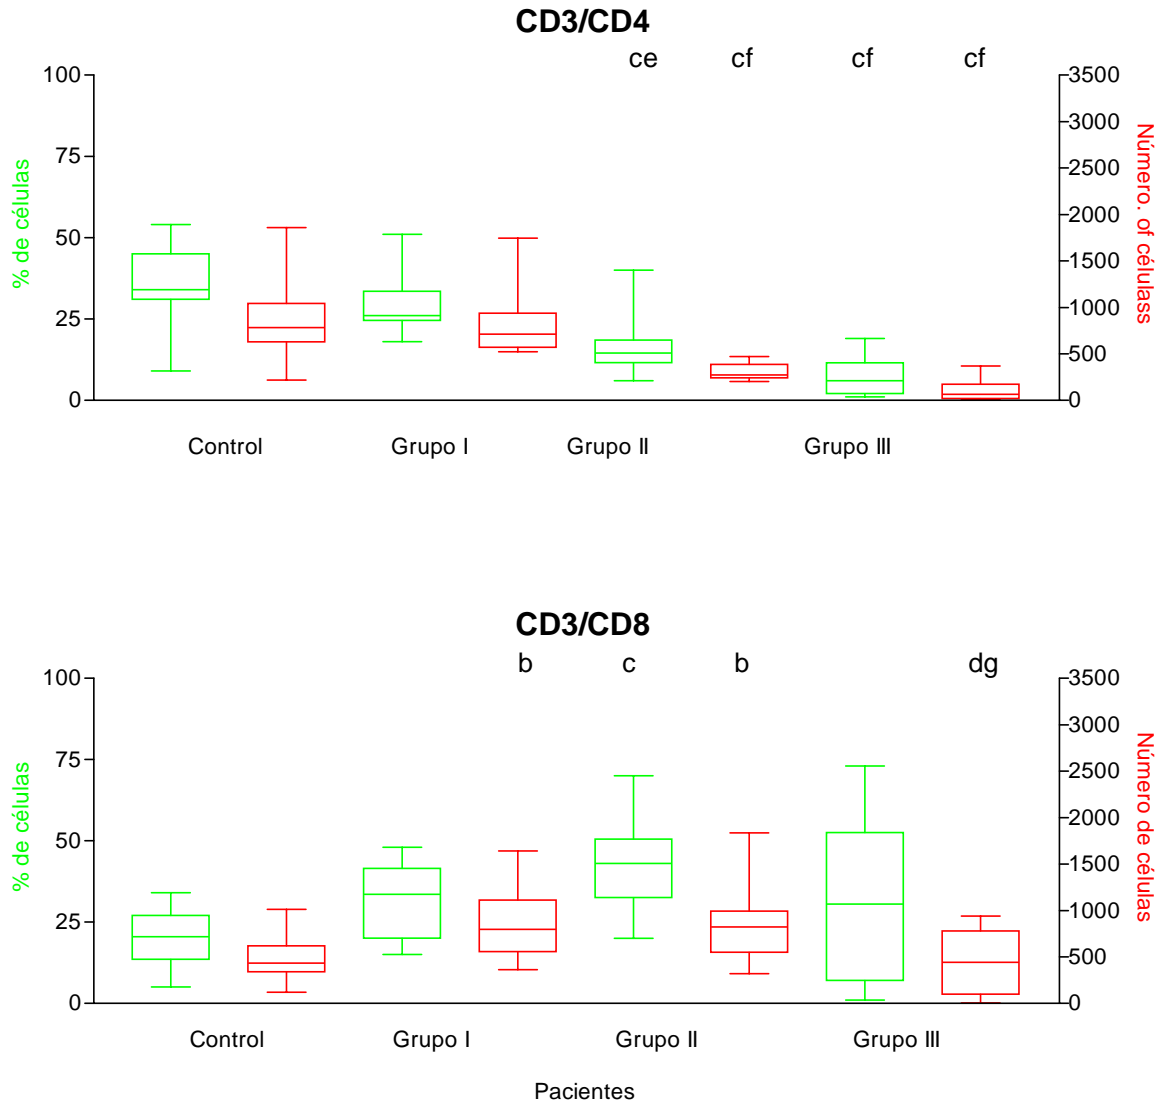 CD3/CD4
ce cf cf cf
100 3500
3000
75 2500
2000
50 1500
25 1000
500
0 0
% de células
Número. of célulass
Control Grupo I Grupo II Grupo III
CD3/CD8
b c b dg
100 3500
3000
75 2500
2000
50 1500
25 1000
500
0 0
% de células
Número de células
Control Grupo I Grupo II Grupo III
Pacientes